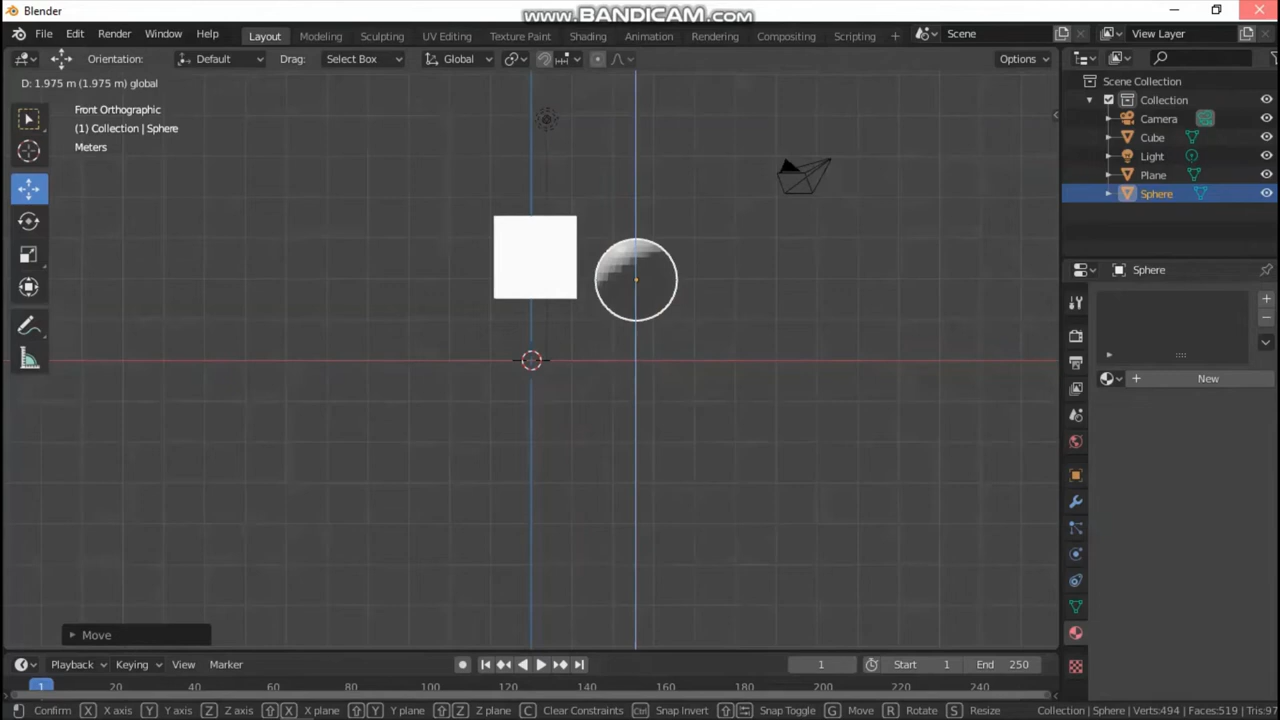 Blender
www.BANDICAM.com
File Edit Render Window Help Layout Modeling Sculpting UV Editing Texture Paint Shading Animation Rendering Compositing Scripting + Scene View Layer
Orientation: Default Drag: Select Box Global Options
D: 1.975 m (1.975 m) global
Front Orthographic
(1) Collection | Sphere
Meters
Scene Collection
Collection
Camera
Cube
Light
Plane
Sphere
Sphere
+ New
Move
Playback Keying View Marker 1 Start 1 End 250
1 20 40 60 80 100 120 140 160 180 200 220 240
Confirm X X axis Y Y axis Z Z axis X X plane Y Y plane Z Z plane C Clear Constraints Ctrl Snap Invert Snap Toggle G Move R Rotate S Resize Collection | Sphere | Verts:494 | Faces:519 | Tris:97